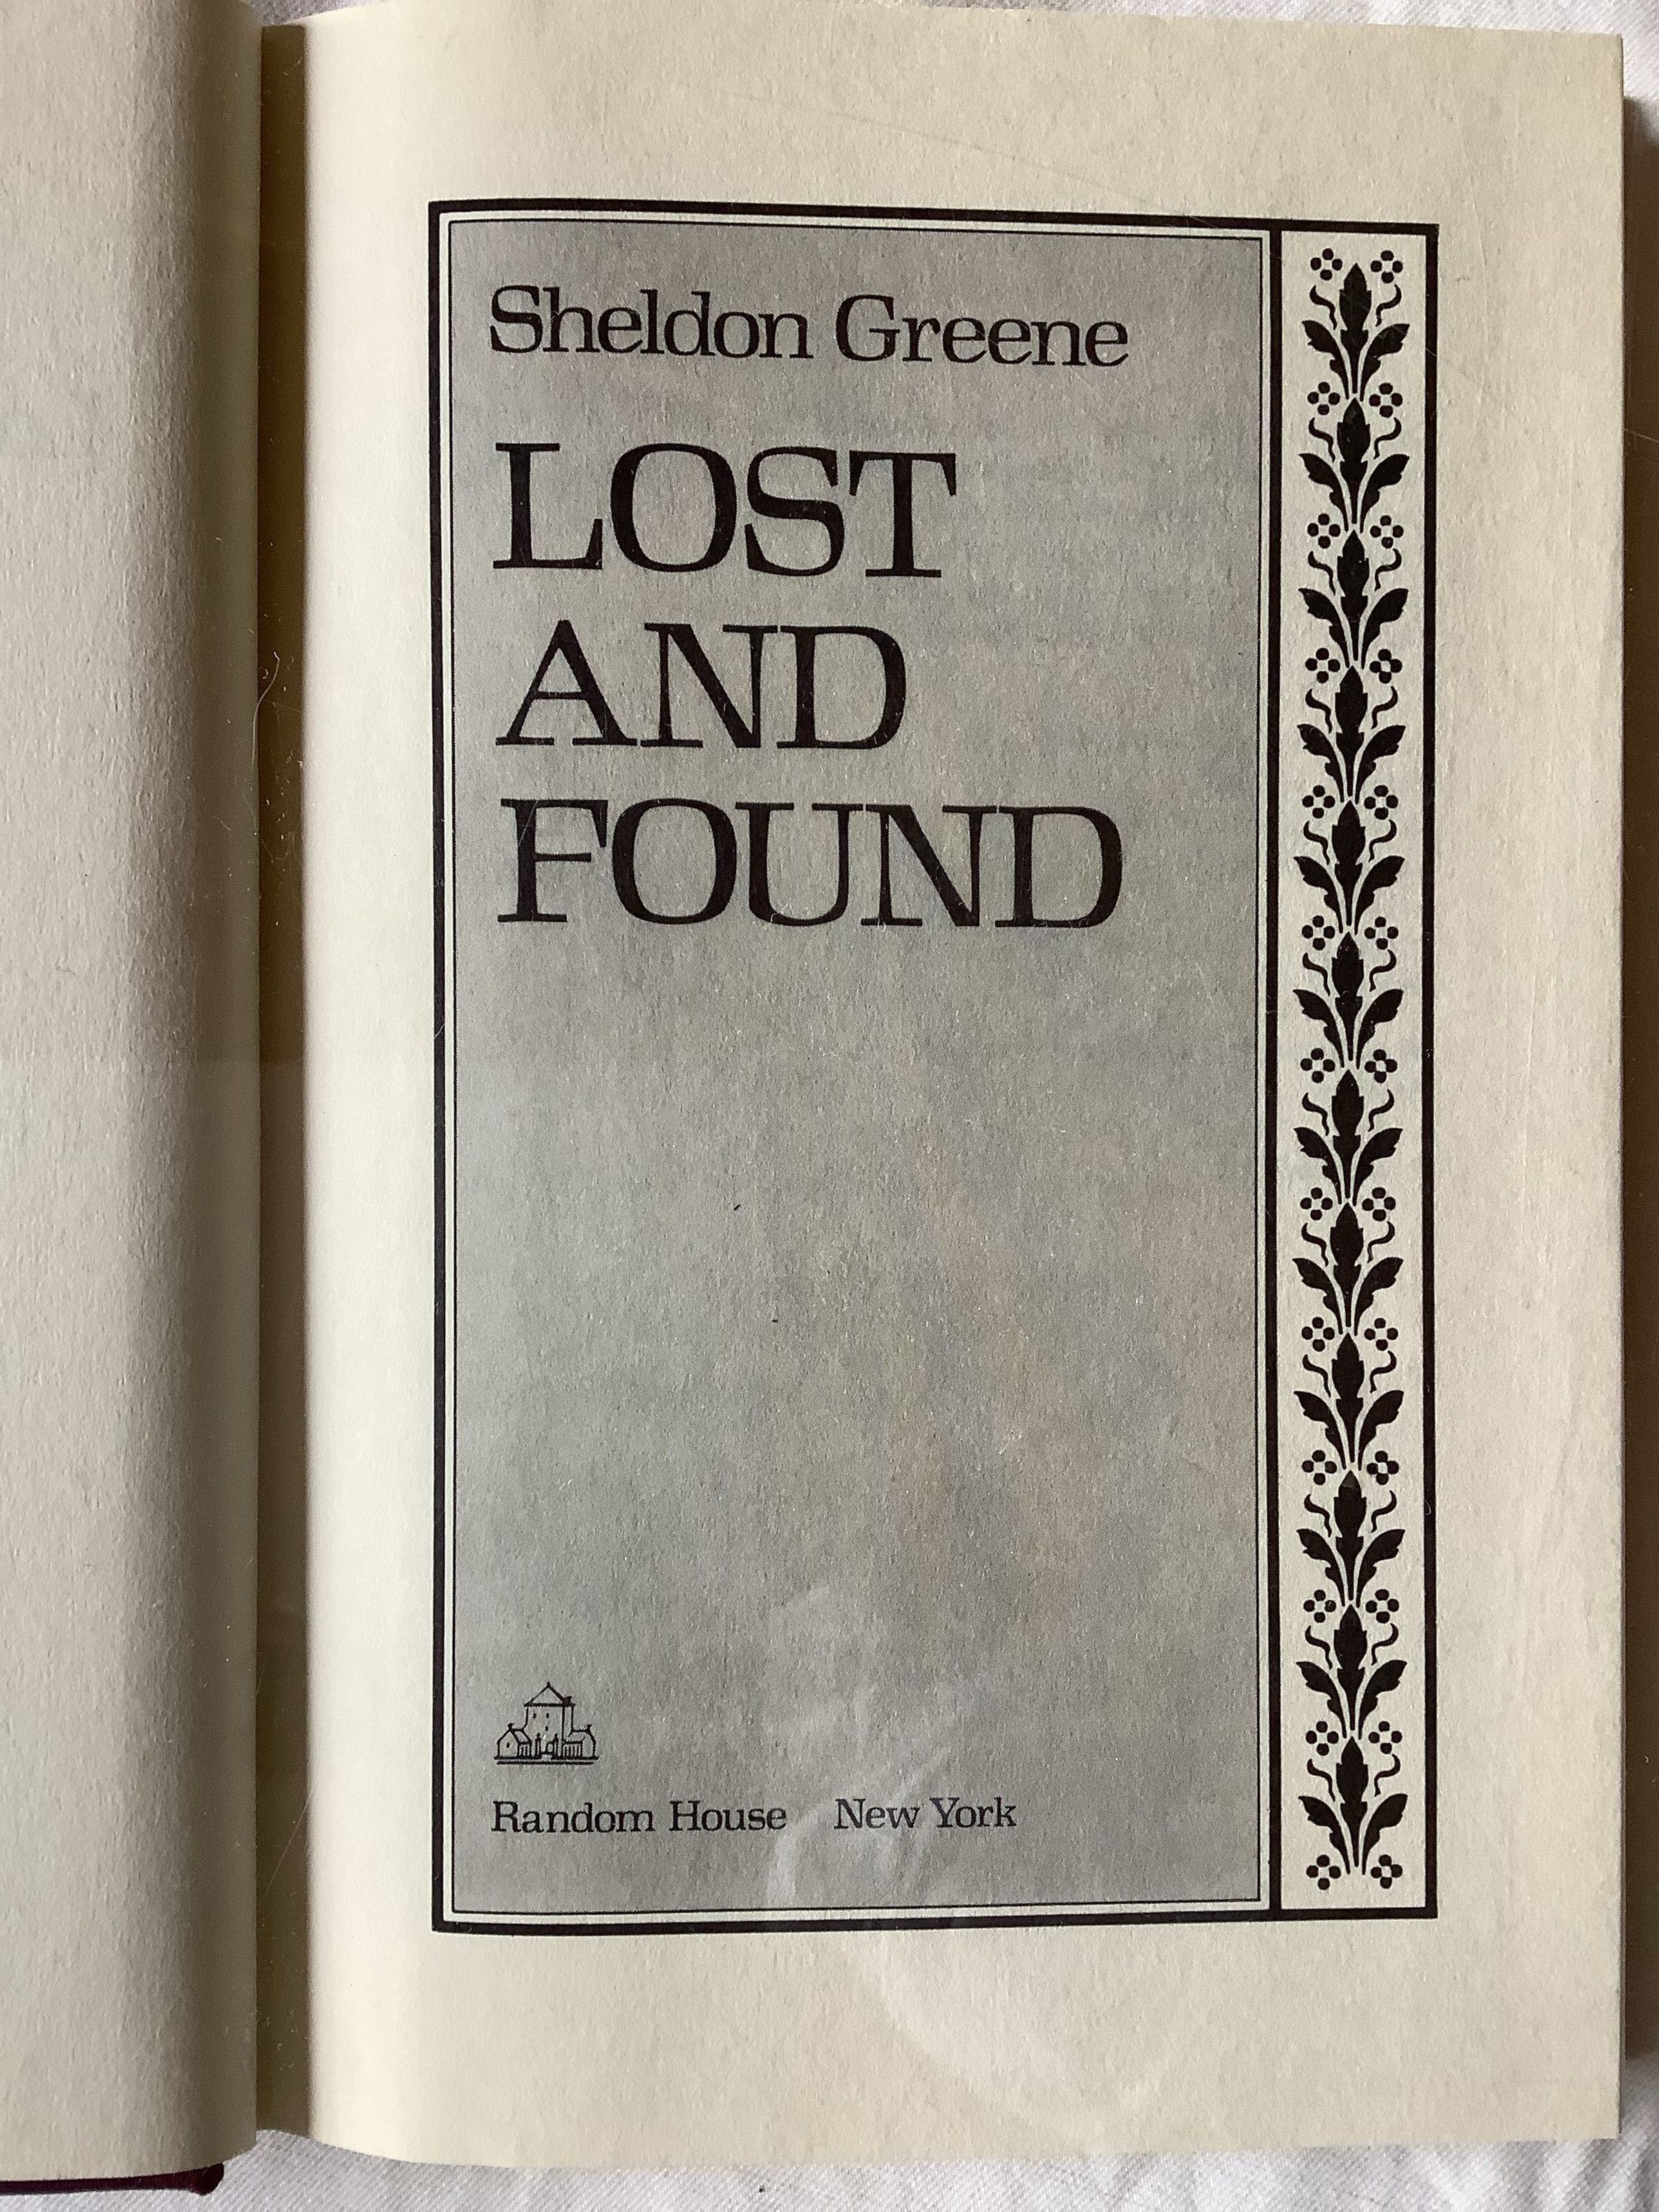 Sheldon Greene
LOST
AND
FOUND
Random House New York